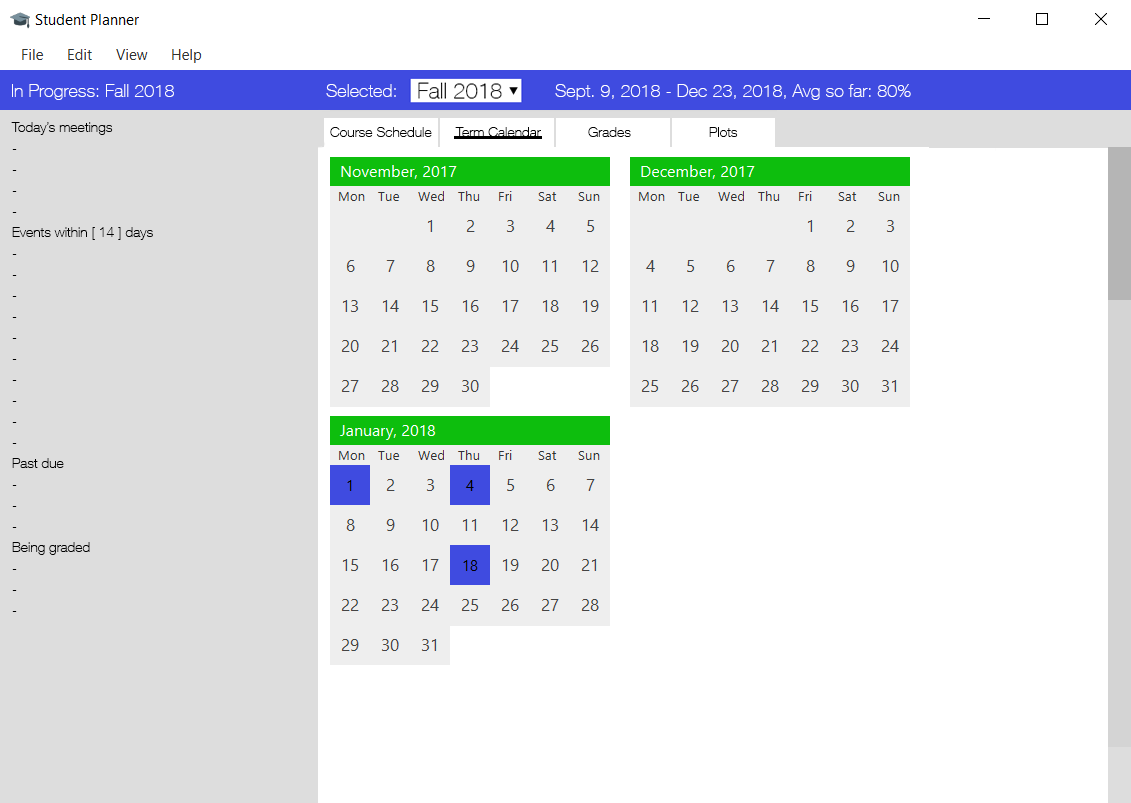 Student Planner
File Edit View Help
In Progress: Fall 2018 Selected: Fall 2018 ▾ Sept. 9, 2018 - Dec 23, 2018, Avg so far: 80%
Today's meetings
-
-
-
-
Events within [ 14 ] days
-
-
-
-
-
-
-
-
-
-
Past due
-
-
-
Being graded
-
-
-
Course Schedule Term Calendar Grades Plots
November, 2017
Mon Tue Wed Thu Fri Sat Sun
1 2 3 4 5
6 7 8 9 10 11 12
13 14 15 16 17 18 19
20 21 22 23 24 25 26
27 28 29 30
December, 2017
Mon Tue Wed Thu Fri Sat Sun
1 2 3
4 5 6 7 8 9 10
11 12 13 14 15 16 17
18 19 20 21 22 23 24
25 26 27 28 29 30 31
January, 2018
Mon Tue Wed Thu Fri Sat Sun
1 2 3 4 5 6 7
8 9 10 11 12 13 14
15 16 17 18 19 20 21
22 23 24 25 26 27 28
29 30 31